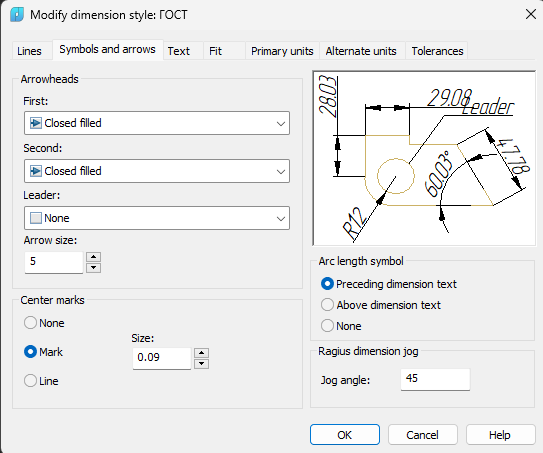 Modify dimension style: ГОСТ
Lines
Symbols and arrows
Text
Fit
Primary units
Alternate units
Tolerances
Arrowheads
First:
Closed filled
Second:
Closed filled
Leader:
None
Arrow size:
5
Center marks
None
Mark
Line
Size:
0.09
28.03
29.08
Leader
47.78
60.03°
R12
Arc length symbol
Preceding dimension text
Above dimension text
None
Ragius dimension jog
Jog angle:
45
OK
Cancel
Help